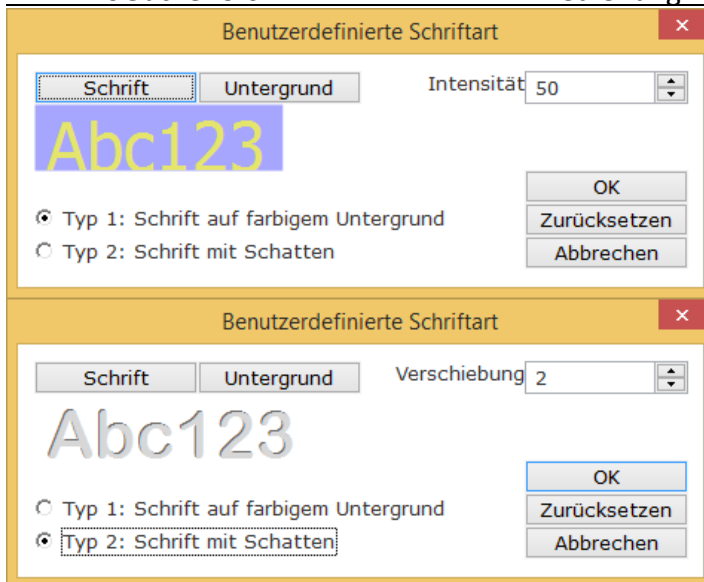 Benutzerdefinierte Schriftart
Schrift Untergrund Intensität 50
Abc123
OK
Typ 1: Schrift auf farbigem Untergrund Zurücksetzen
Typ 2: Schrift mit Schatten Abbrechen
Benutzerdefinierte Schriftart
Schrift Untergrund Verschiebung 2
Abc123
OK
Typ 1: Schrift auf farbigem Untergrund Zurücksetzen
Typ 2: Schrift mit Schatten Abbrechen